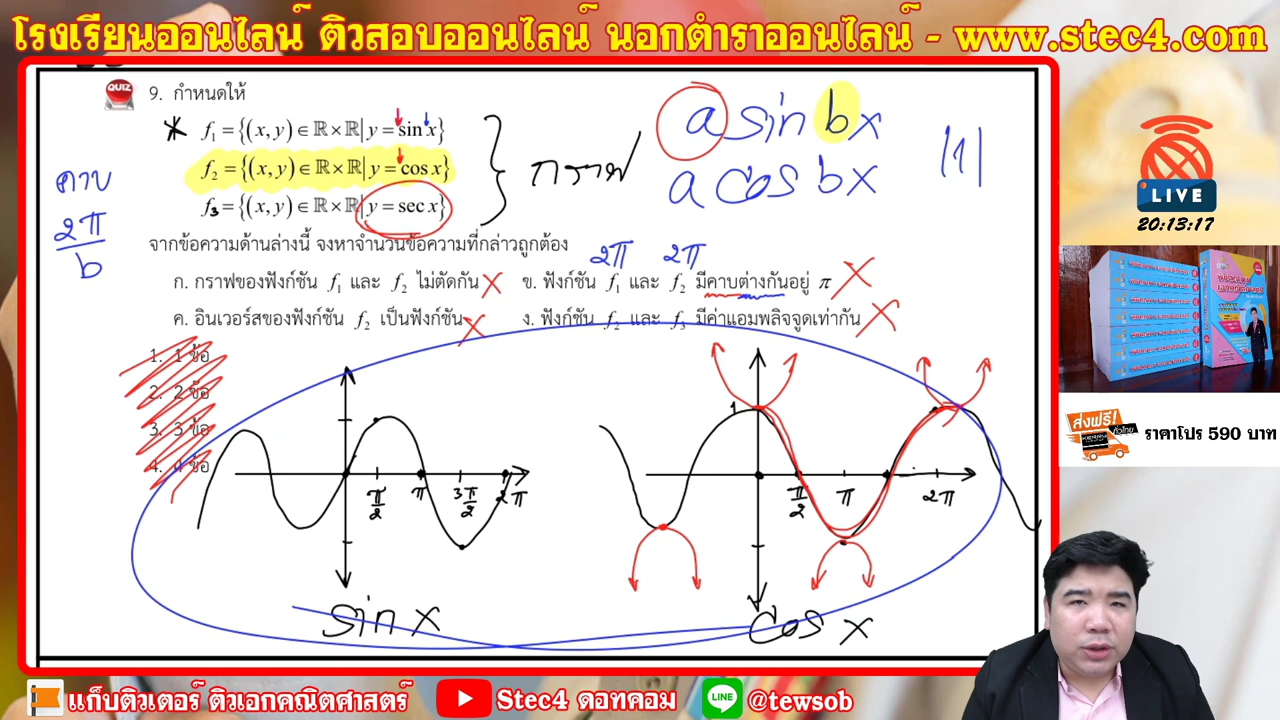 โรงเรียนออนไลน์ ติวสอบออนไลน์ นอกตำราออนไลน์ - www.stec4.com
QUIZ
9. กำหนดให้
f₁ = {(x, y) ∈ ℝ × ℝ | y = sin x}
f₂ = {(x, y) ∈ ℝ × ℝ | y = cos x}
f₃ = {(x, y) ∈ ℝ × ℝ | y = sec x}
กราฟ
a sin bx
a cos bx
|1|
คาบ
2π
b
จากข้อความด้านล่างนี้ จงหาจำนวนข้อความที่กล่าวถูกต้อง
2π 2π
ก. กราฟของฟังก์ชัน f₁ และ f₂ ไม่ตัดกัน ข. ฟังก์ชัน f₁ และ f₂ มีคาบต่างกันอยู่ π
ค. อินเวอร์สของฟังก์ชัน f₂ เป็นฟังก์ชัน ง. ฟังก์ชัน f₂ และ f₃ มีค่าแอมพลิจูดเท่ากัน
1. 1 ข้อ
2. 2 ข้อ
3. 3 ข้อ
4. 4 ข้อ
π/2 π 3π/2 2π
sin x
1
π/2 π 2π
cos x
LIVE
20:13:17
ส่งฟรี!
ทั่วไทย
KERRY
ราคาโปร 590 บาท
แก็บติวเตอร์ ติวเอกคณิตศาสตร์ Stec4 ดอทคอม LINE @tewsob